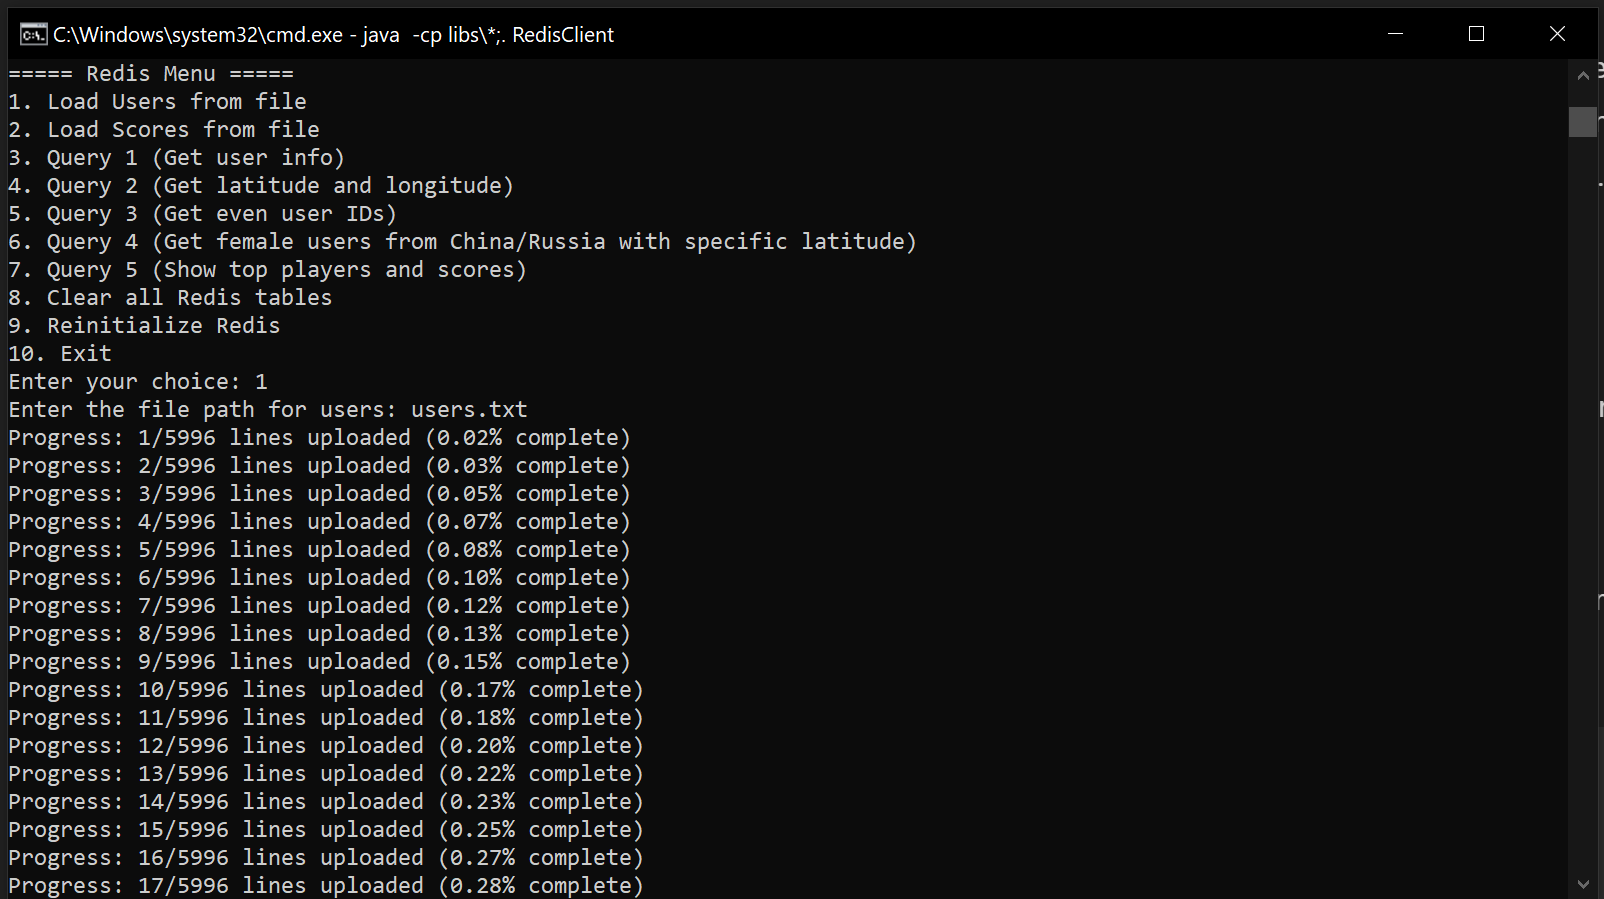 C:\Windows\system32\cmd.exe - java  -cp libs\*;. RedisClient
===== Redis Menu =====
1. Load Users from file
2. Load Scores from file
3. Query 1 (Get user info)
4. Query 2 (Get latitude and longitude)
5. Query 3 (Get even user IDs)
6. Query 4 (Get female users from China/Russia with specific latitude)
7. Query 5 (Show top players and scores)
8. Clear all Redis tables
9. Reinitialize Redis
10. Exit
Enter your choice: 1
Enter the file path for users: users.txt
Progress: 1/5996 lines uploaded (0.02% complete)
Progress: 2/5996 lines uploaded (0.03% complete)
Progress: 3/5996 lines uploaded (0.05% complete)
Progress: 4/5996 lines uploaded (0.07% complete)
Progress: 5/5996 lines uploaded (0.08% complete)
Progress: 6/5996 lines uploaded (0.10% complete)
Progress: 7/5996 lines uploaded (0.12% complete)
Progress: 8/5996 lines uploaded (0.13% complete)
Progress: 9/5996 lines uploaded (0.15% complete)
Progress: 10/5996 lines uploaded (0.17% complete)
Progress: 11/5996 lines uploaded (0.18% complete)
Progress: 12/5996 lines uploaded (0.20% complete)
Progress: 13/5996 lines uploaded (0.22% complete)
Progress: 14/5996 lines uploaded (0.23% complete)
Progress: 15/5996 lines uploaded (0.25% complete)
Progress: 16/5996 lines uploaded (0.27% complete)
Progress: 17/5996 lines uploaded (0.28% complete)